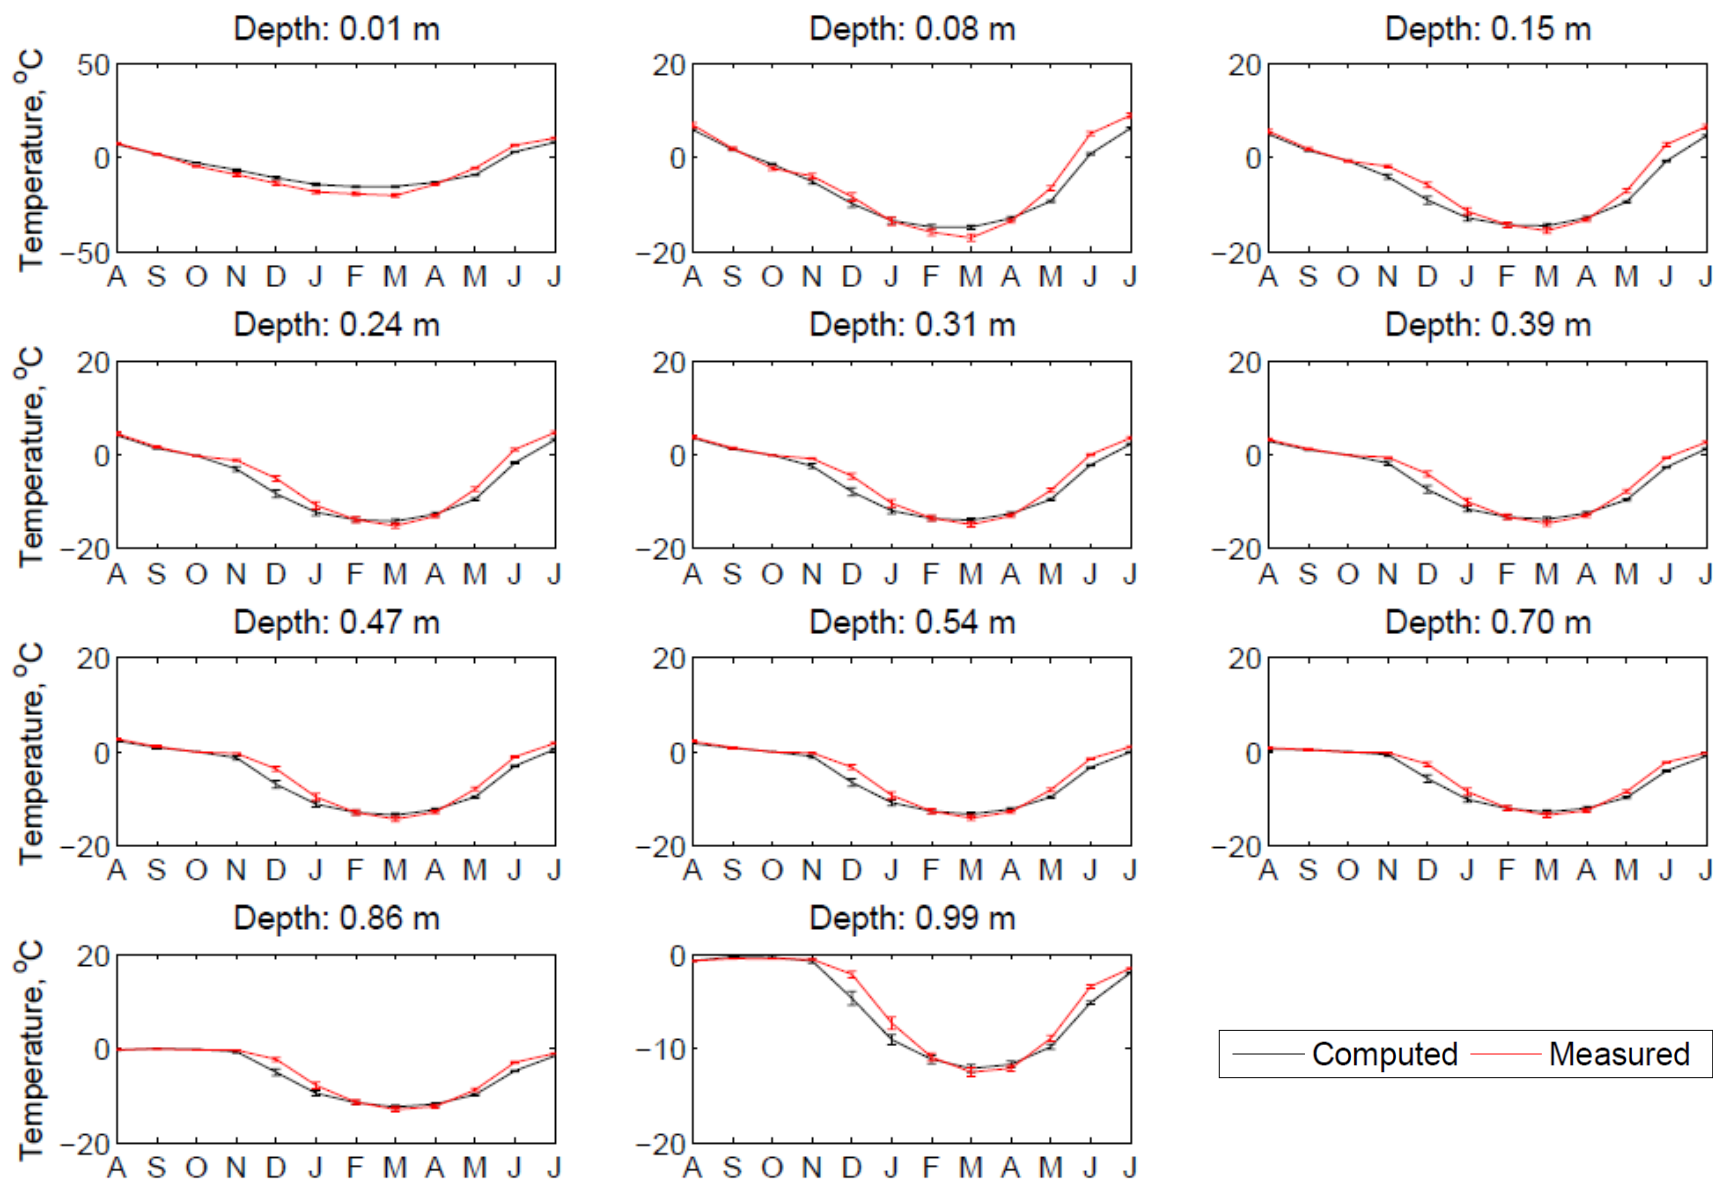 Depth: 0.01 m
Depth: 0.08 m
Depth: 0.15 m
Temperature, °C
50
0
−50
A S O N D J F M A M J J
20
0
−20
A S O N D J F M A M J J
20
0
−20
A S O N D J F M A M J J
Depth: 0.24 m
Depth: 0.31 m
Depth: 0.39 m
Temperature, °C
20
0
−20
A S O N D J F M A M J J
20
0
−20
A S O N D J F M A M J J
20
0
−20
A S O N D J F M A M J J
Depth: 0.47 m
Depth: 0.54 m
Depth: 0.70 m
Temperature, °C
20
0
−20
A S O N D J F M A M J J
20
0
−20
A S O N D J F M A M J J
20
0
−20
A S O N D J F M A M J J
Depth: 0.86 m
Depth: 0.99 m
Temperature, °C
20
0
−20
A S O N D J F M A M J J
0
−10
−20
A S O N D J F M A M J J
Computed Measured